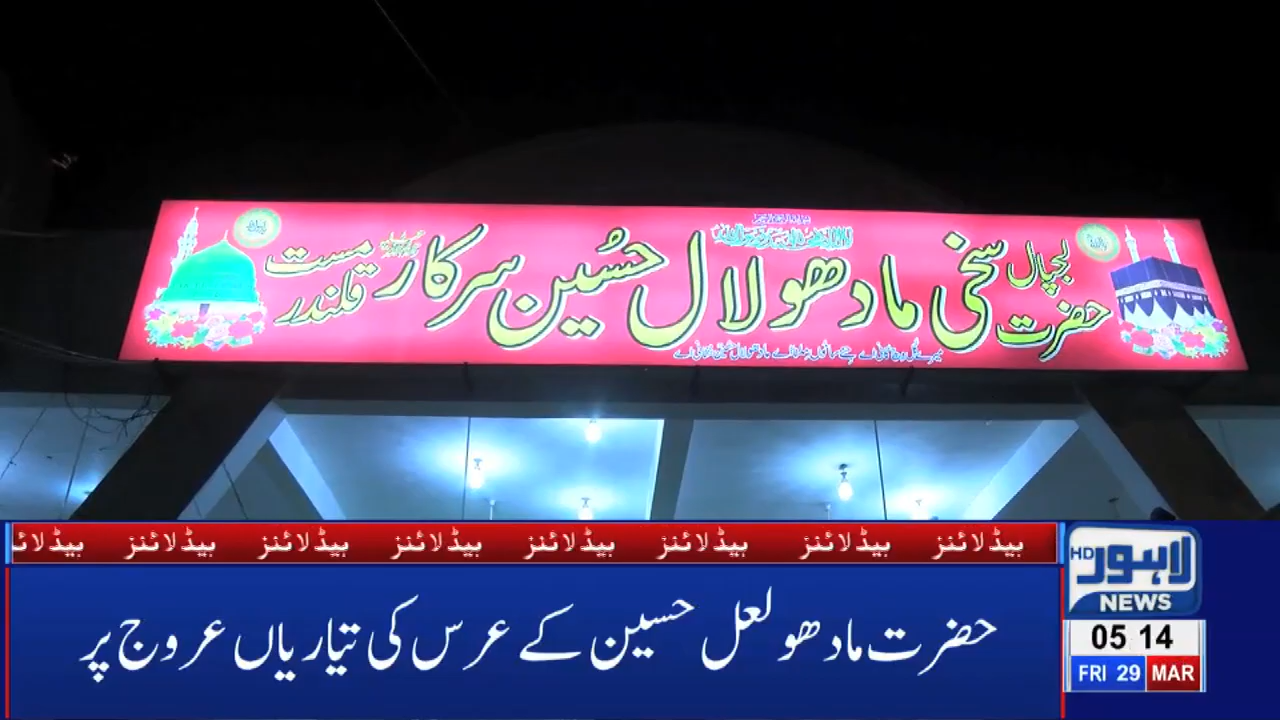 لجپال
حضرت سخی مادھولال حسین سرکار مست قلندر
ہیڈلائنز ہیڈلائنز ہیڈلائنز ہیڈلائنز ہیڈلائنز ہیڈلائنز ہیڈلائنز ہیڈلائنز
حضرت مادھو لعل حسین کے عرس کی تیاریاں عروج پر
HD لاہور
NEWS
05 14
FRI 29 MAR